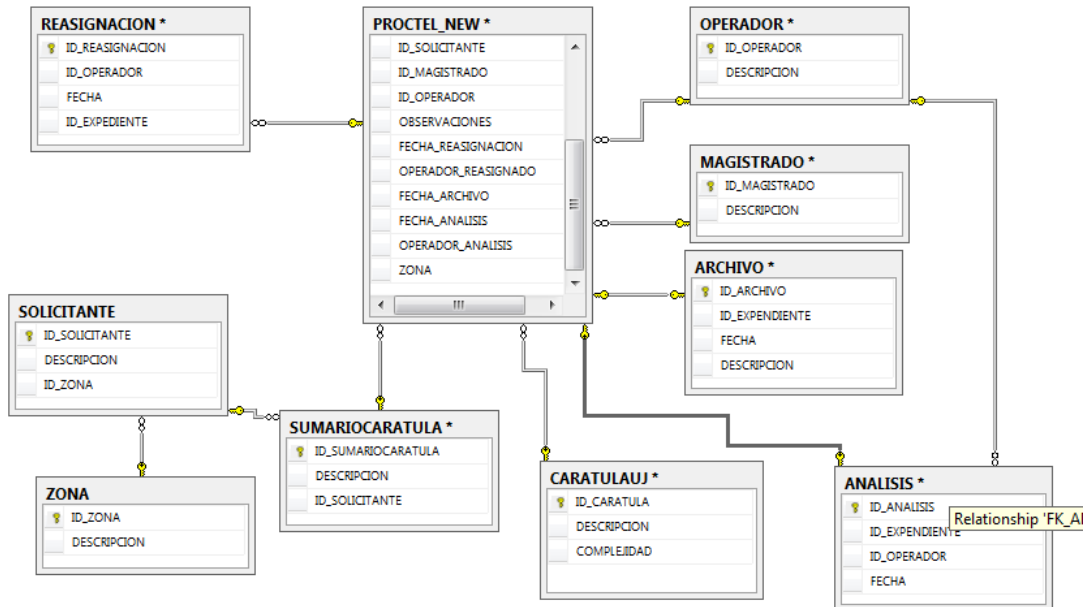 REASIGNACION *
ID_REASIGNACION
ID_OPERADOR
FECHA
ID_EXPEDIENTE
PROCTEL_NEW *
ID_SOLICITANTE
ID_MAGISTRADO
ID_OPERADOR
OBSERVACIONES
FECHA_REASIGNACION
OPERADOR_REASIGNADO
FECHA_ARCHIVO
FECHA_ANALISIS
OPERADOR_ANALISIS
ZONA
OPERADOR *
ID_OPERADOR
DESCRIPCION
MAGISTRADO *
ID_MAGISTRADO
DESCRIPCION
ARCHIVO *
ID_ARCHIVO
ID_EXPENDIENTE
FECHA
DESCRIPCION
SOLICITANTE
ID_SOLICITANTE
DESCRIPCION
ID_ZONA
ZONA
ID_ZONA
DESCRIPCION
SUMARIOCARATULA *
ID_SUMARIOCARATULA
DESCRIPCION
ID_SOLICITANTE
CARATULAUJ *
ID_CARATULA
DESCRIPCION
COMPLEJIDAD
ANALISIS *
ID_ANALISIS
ID_EXPENDIENTE
ID_OPERADOR
FECHA
Relationship 'FK_A